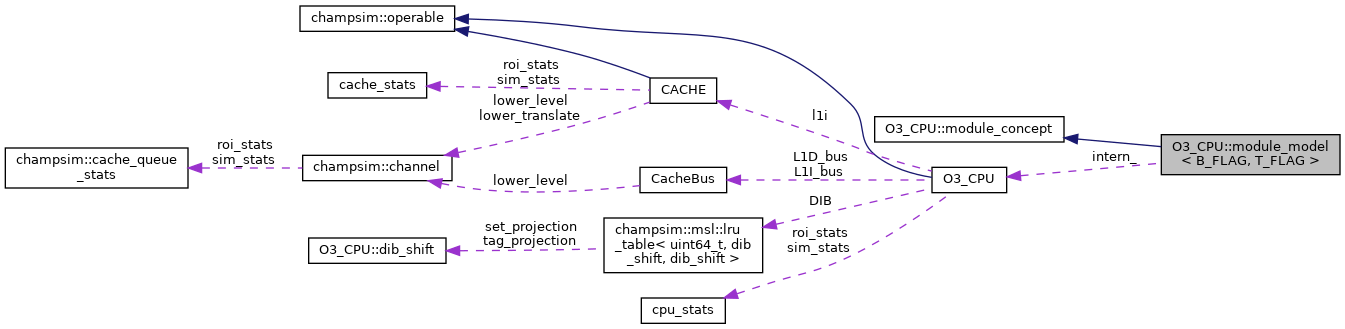 champsim::operable
roi_stats
sim_stats
cache_stats
CACHE
lower_level
lower_translate
l1i
O3_CPU::module_concept
O3_CPU::module_model
< B_FLAG, T_FLAG >
intern_
roi_stats
sim_stats
champsim::cache_queue
_stats
champsim::channel
L1D_bus
L1I_bus
O3_CPU
lower_level
CacheBus
DIB
set_projection
tag_projection
champsim::msl::lru
_table< uint64_t, dib
_shift, dib_shift >
O3_CPU::dib_shift
roi_stats
sim_stats
cpu_stats